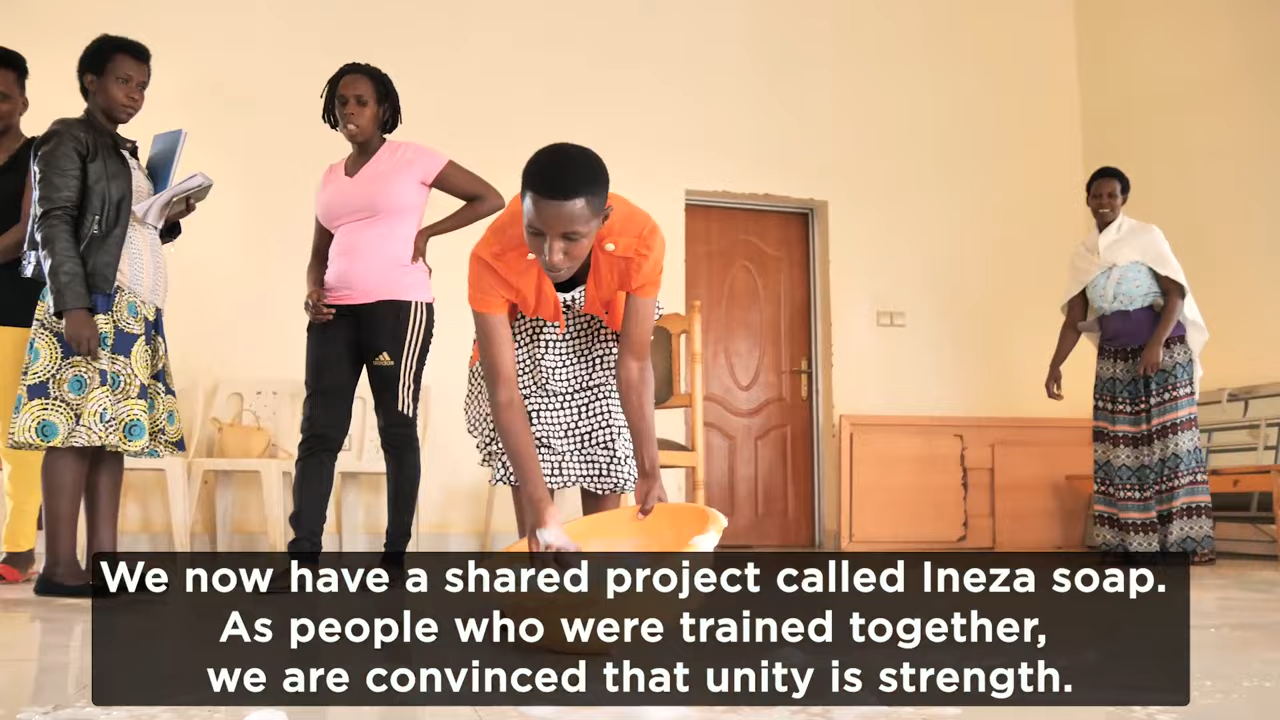 adidas
We now have a shared project called Ineza soap.
As people who were trained together,
we are convinced that unity is strength.